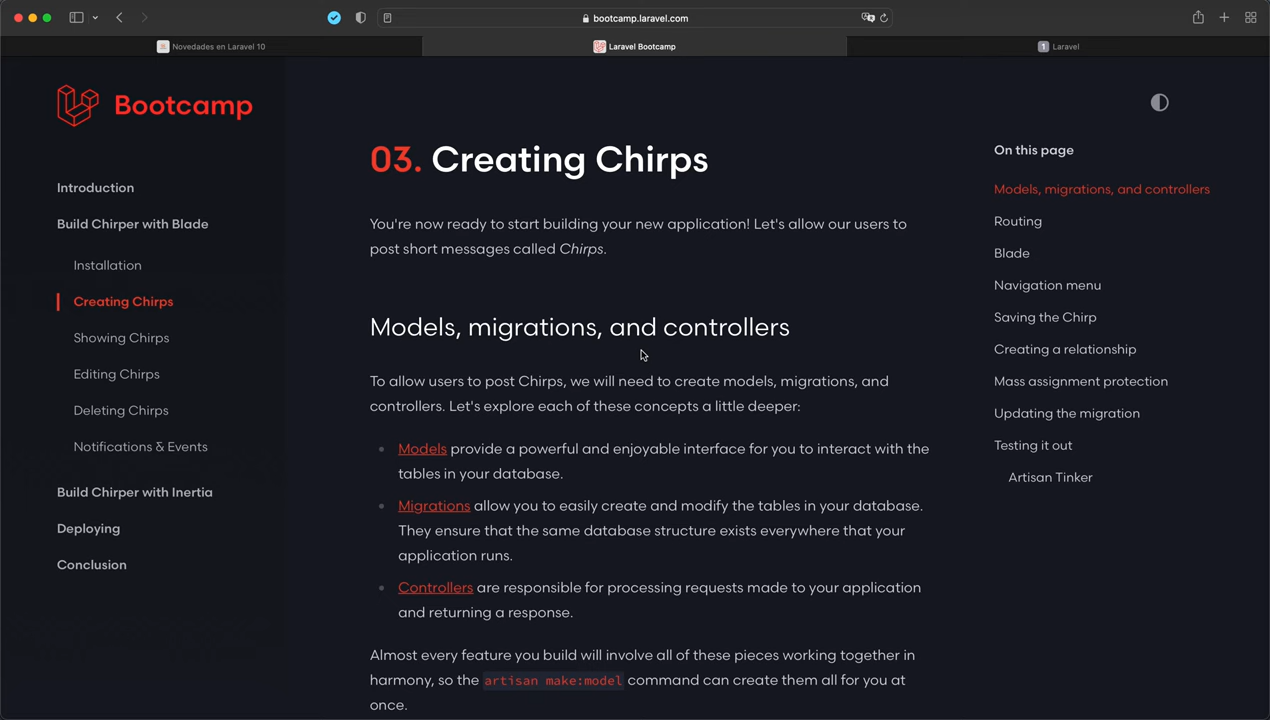 bootcamp.laravel.com
Novedades en Laravel 10
Laravel Bootcamp
1 Laravel
Bootcamp
Introduction
Build Chirper with Blade
Installation
Creating Chirps
Showing Chirps
Editing Chirps
Deleting Chirps
Notifications & Events
Build Chirper with Inertia
Deploying
Conclusion
03. Creating Chirps
You're now ready to start building your new application! Let's allow our users to
post short messages called Chirps.
Models, migrations, and controllers
To allow users to post Chirps, we will need to create models, migrations, and
controllers. Let's explore each of these concepts a little deeper:
Models provide a powerful and enjoyable interface for you to interact with the
tables in your database.
Migrations allow you to easily create and modify the tables in your database.
They ensure that the same database structure exists everywhere that your
application runs.
Controllers are responsible for processing requests made to your application
and returning a response.
Almost every feature you build will involve all of these pieces working together in
harmony, so the artisan make:model command can create them all for you at
once.
On this page
Models, migrations, and controllers
Routing
Blade
Navigation menu
Saving the Chirp
Creating a relationship
Mass assignment protection
Updating the migration
Testing it out
Artisan Tinker